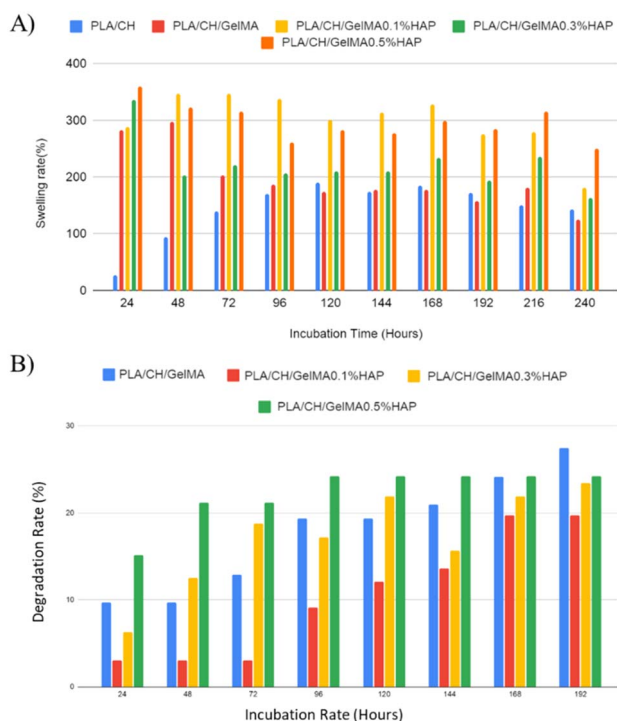 A)
PLA/CH PLA/CH/GelMA PLA/CH/GelMA0.1%HAP PLA/CH/GelMA0.3%HAP
PLA/CH/GelMA0.5%HAP
400
300
200
100
0
Swelling rate(%)
24 48 72 96 120 144 168 192 216 240
Incubation Time (Hours)
B)
PLA/CH/GelMA PLA/CH/GelMA0.1%HAP PLA/CH/GelMA0.3%HAP
PLA/CH/GelMA0.5%HAP
30
20
10
0
Degradation Rate (%)
24 48 72 96 120 144 168 192
Incubation Rate (Hours)